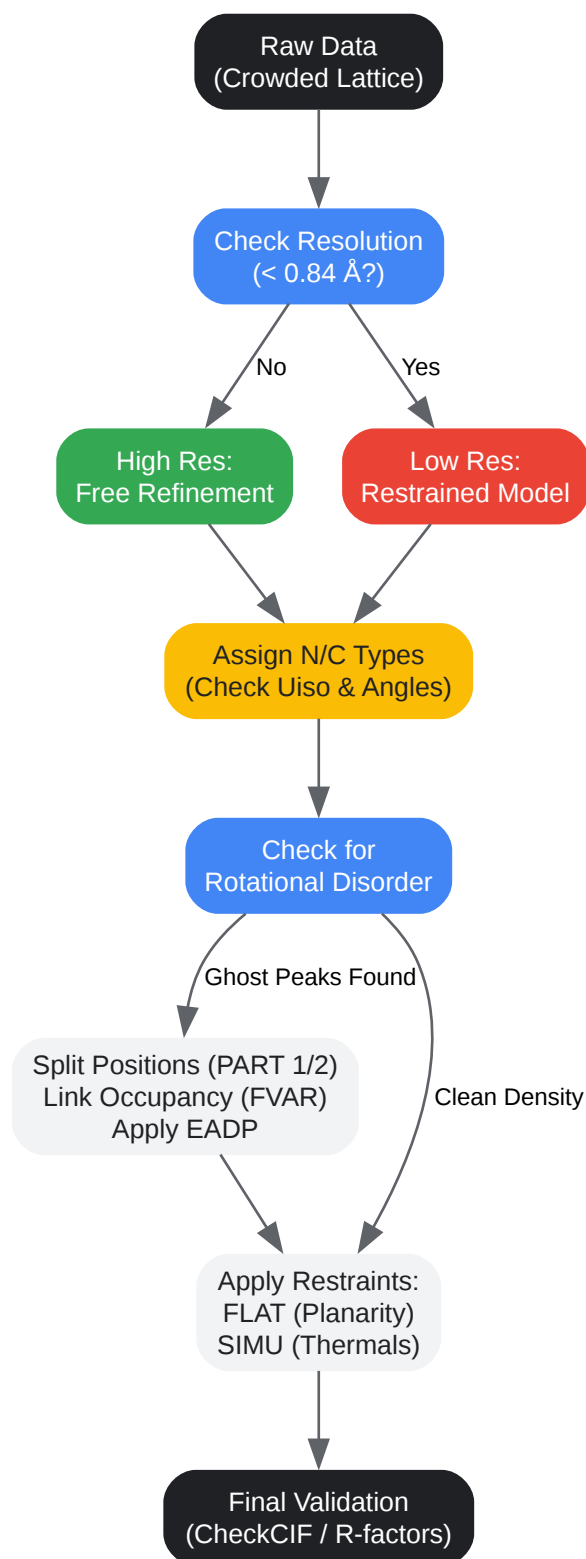 Raw Data
(Crowded Lattice)
Check Resolution
(< 0.84 Å?)
No
Yes
High Res:
Free Refinement
Low Res:
Restrained Model
Assign N/C Types
(Check Uiso & Angles)
Check for
Rotational Disorder
Ghost Peaks Found
Split Positions (PART 1/2)
Link Occupancy (FVAR)
Apply EADP
Clean Density
Apply Restraints:
FLAT (Planarity)
SIMU (Thermals)
Final Validation
(CheckCIF / R-factors)